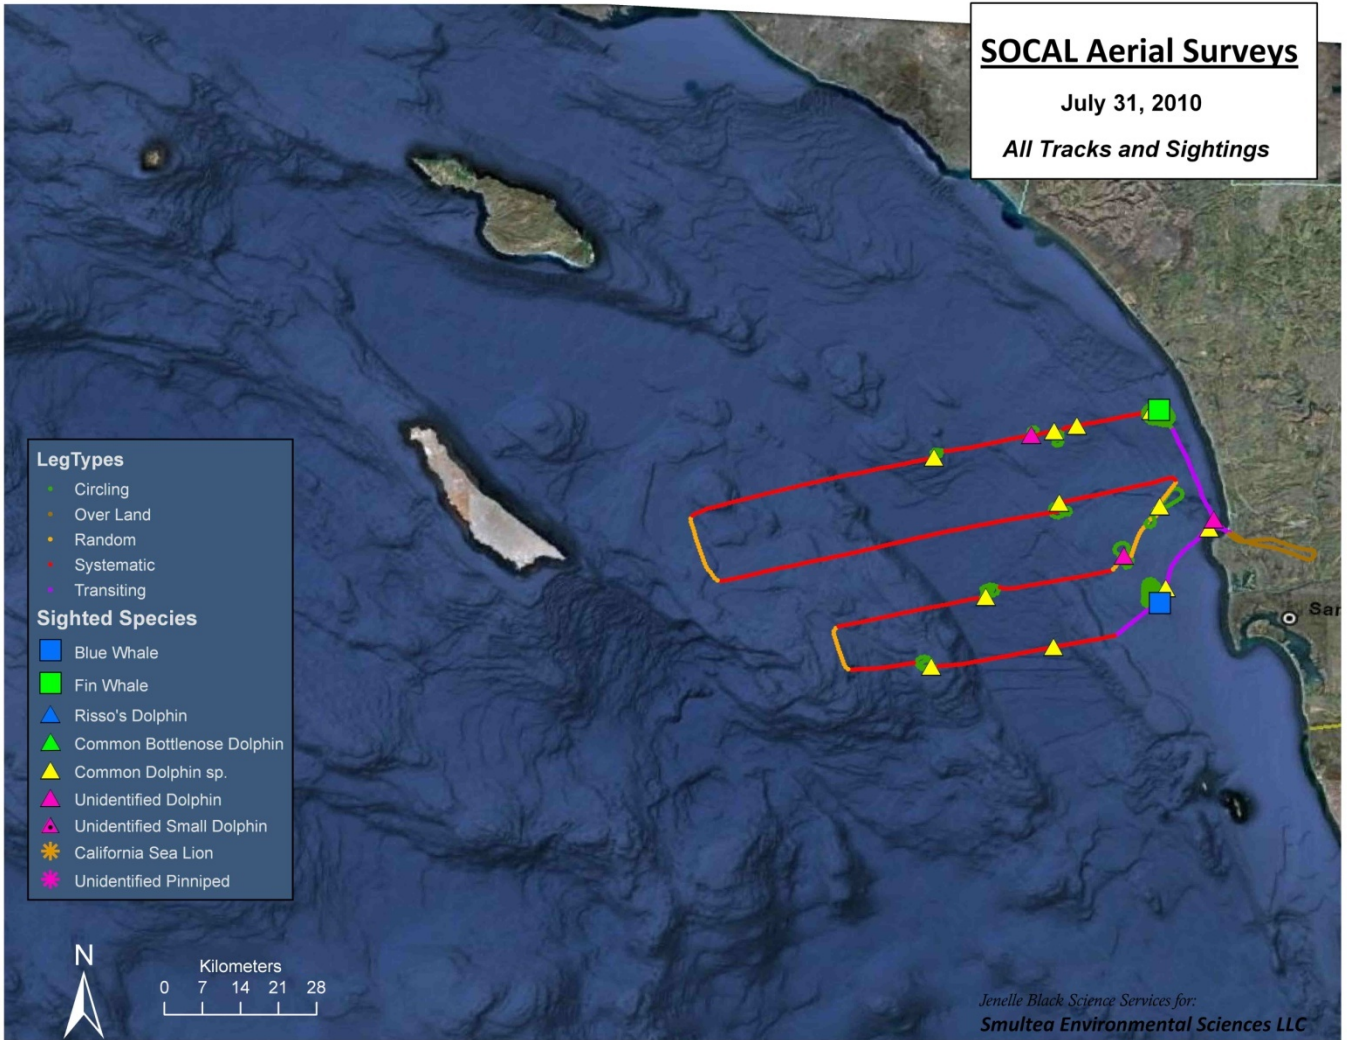 SOCAL Aerial Surveys
July 31, 2010
All Tracks and Sightings
LegTypes
Circling
Over Land
Random
Systematic
Transiting
Sighted Species
Blue Whale
Fin Whale
Risso's Dolphin
Common Bottlenose Dolphin
Common Dolphin sp.
Unidentified Dolphin
Unidentified Small Dolphin
California Sea Lion
Unidentified Pinniped
San
N
Kilometers
0 7 14 21 28
Jenelle Black Science Services for:
Smultea Environmental Sciences LLC